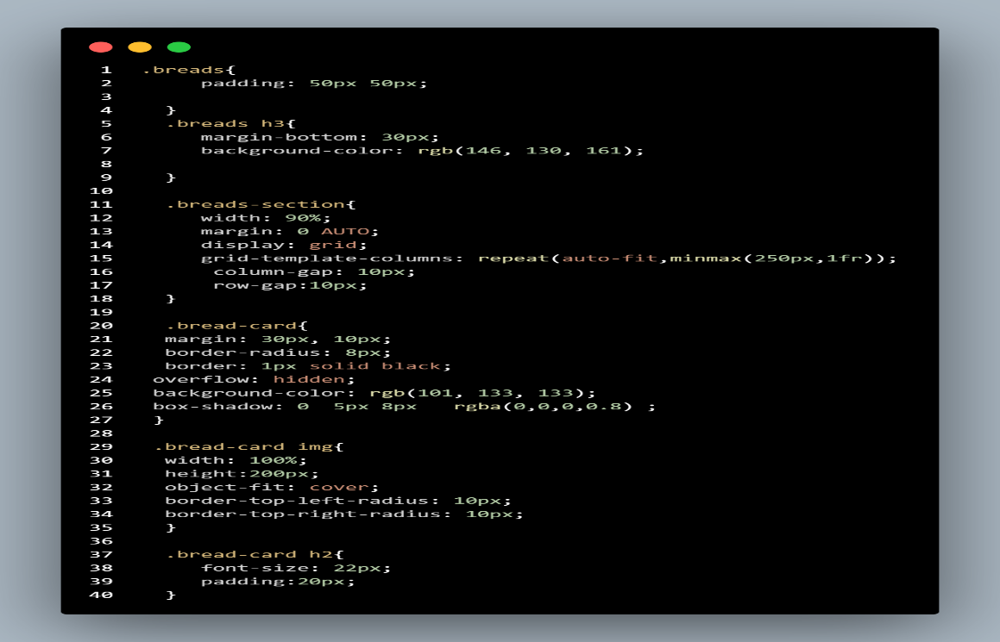 1 .breads{
2 padding: 50px 50px;
3
4 }
5 .breads h3{
6 margin-bottom: 30px;
7 background-color: rgb(146, 130, 161);
8
9 }
10
11 .breads-section{
12 width: 90%;
13 margin: 0 AUTO;
14 display: grid;
15 grid-template-columns: repeat(auto-fit,minmax(250px,1fr));
16 column-gap: 10px;
17 row-gap:10px;
18 }
19
20 .bread-card{
21 margin: 30px, 10px;
22 border-radius: 8px;
23 border: 1px solid black;
24 overflow: hidden;
25 background-color: rgb(101, 133, 133);
26 box-shadow: 0  5px 8px   rgba(0,0,0,0.8) ;
27 }
28
29 .bread-card img{
30 width: 100%;
31 height:200px;
32 object-fit: cover;
33 border-top-left-radius: 10px;
34 border-top-right-radius: 10px;
35 }
36
37 .bread-card h2{
38 font-size: 22px;
39 padding:20px;
40 }